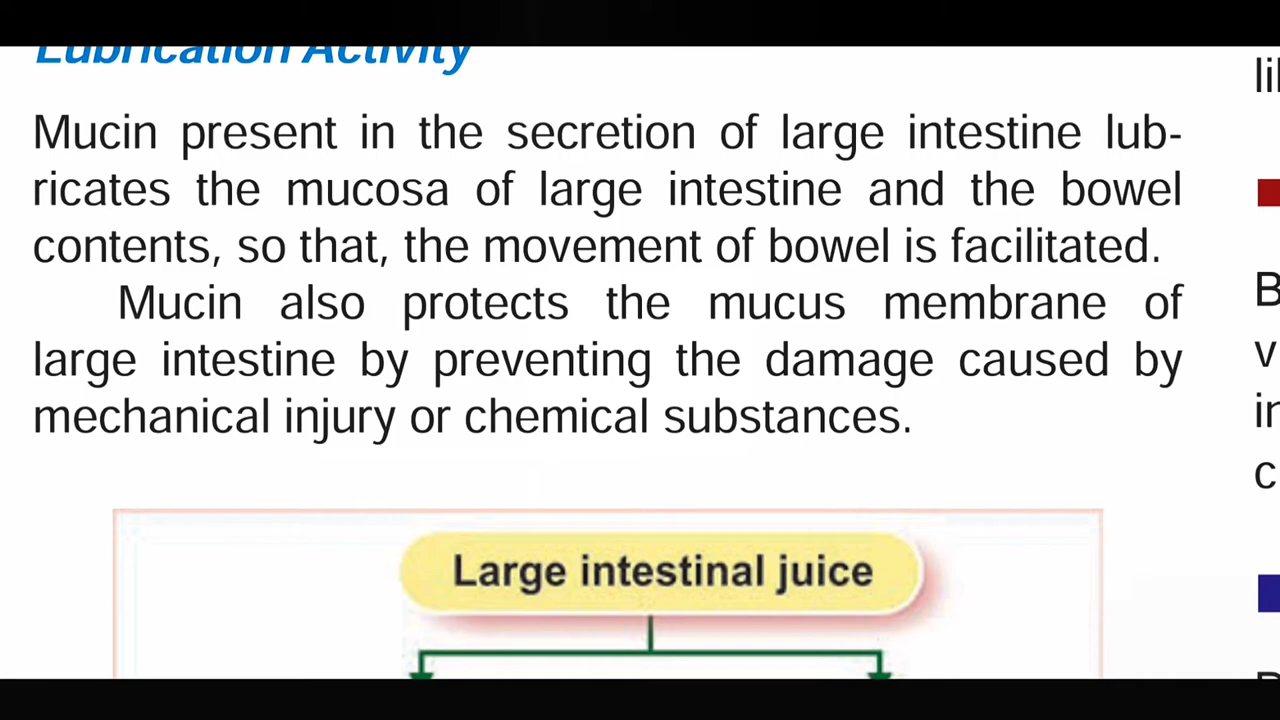 Lubrication Activity
Mucin present in the secretion of large intestine lub-
ricates the mucosa of large intestine and the bowel
contents, so that, the movement of bowel is facilitated.
Mucin also protects the mucus membrane of
large intestine by preventing the damage caused by
mechanical injury or chemical substances.
Large intestinal juice